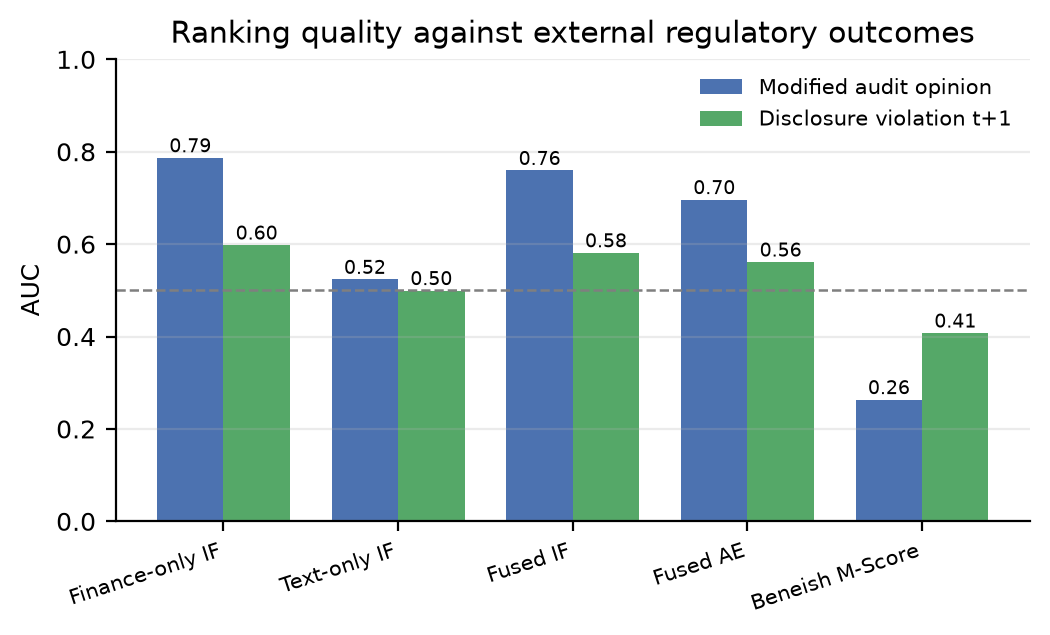 Ranking quality against external regulatory outcomes
Modified audit opinion
Disclosure violation t+1
AUC
1.0
0.8
0.6
0.4
0.2
0.0
0.79
0.60
0.52
0.50
0.76
0.58
0.70
0.56
0.26
0.41
Finance-only IF
Text-only IF
Fused IF
Fused AE
Beneish M-Score